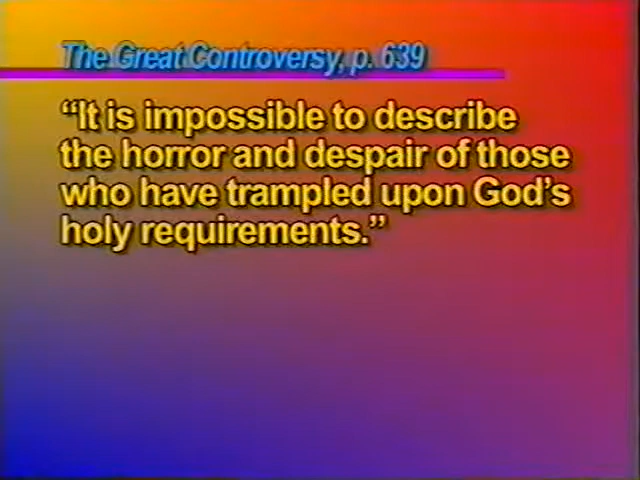 The Great Controversy, p. 639
“It is impossible to describe
the horror and despair of those
who have trampled upon God’s
holy requirements.”